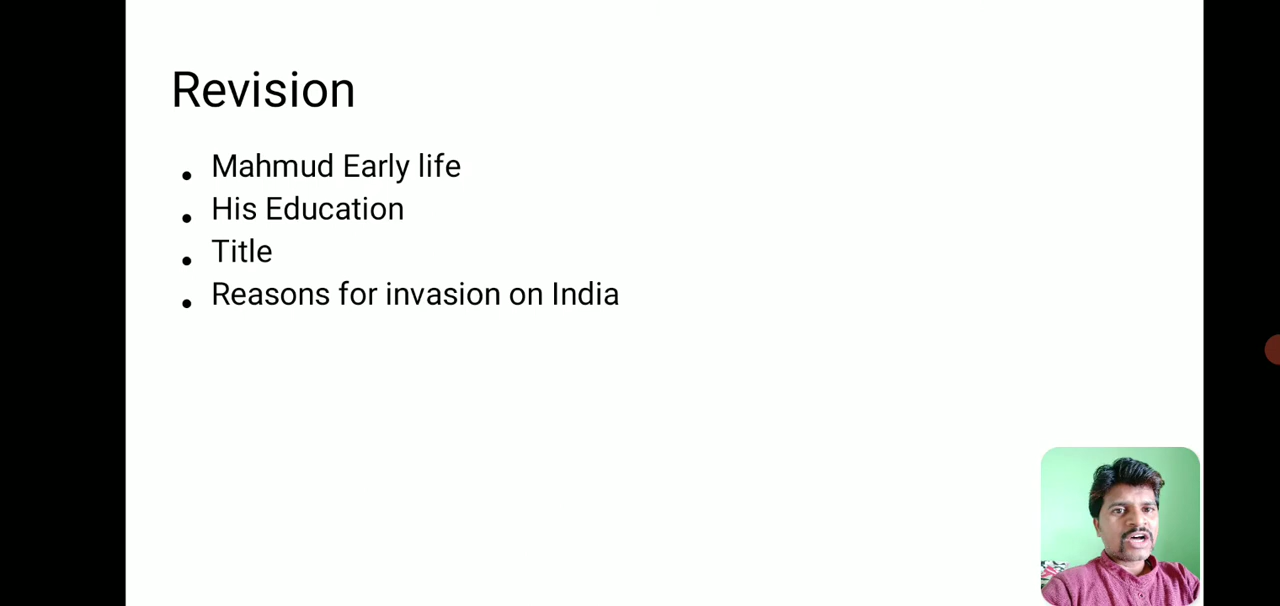 Revision
• Mahmud Early life
• His Education
• Title
• Reasons for invasion on India